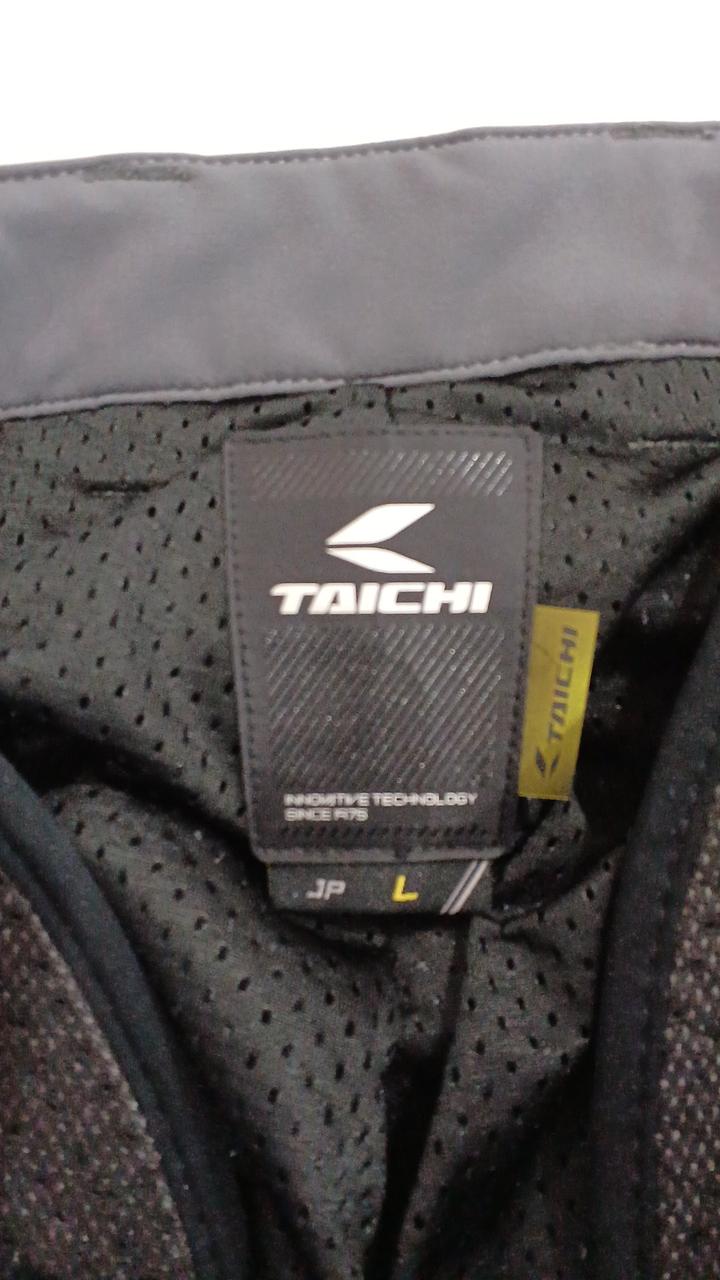 TAICHI
TAICHI
INNOVATIVE TECHNOLOGY
SINCE 1975
JP L